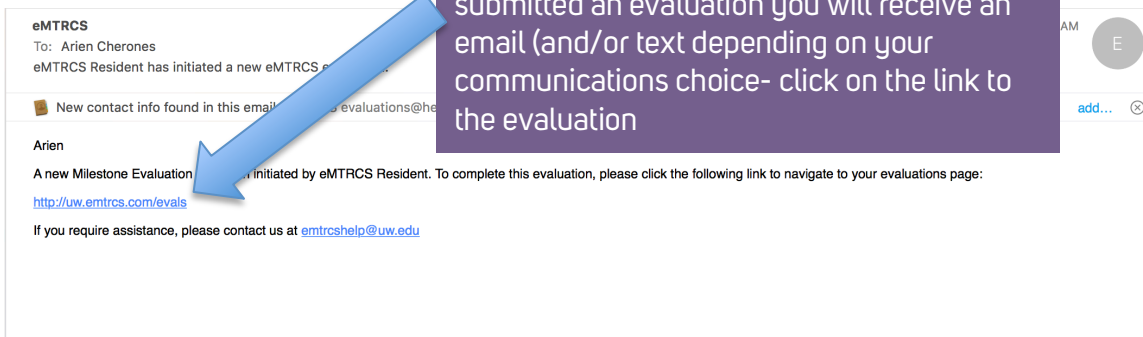 eMTRCS
To: Arien Cherones
eMTRCS Resident has initiated a new eMTRCS
AM
E
submitted an evaluation you will receive an
email (and/or text depending on your
communications choice- click on the link to
the evaluation
New contact info found in this email
evaluations@he
add...
Arien
A new Milestone Evaluation initiated by eMTRCS Resident. To complete this evaluation, please click the following link to navigate to your evaluations page:
http://uw.emtrcs.com/evals
If you require assistance, please contact us at emtrcshelp@uw.edu